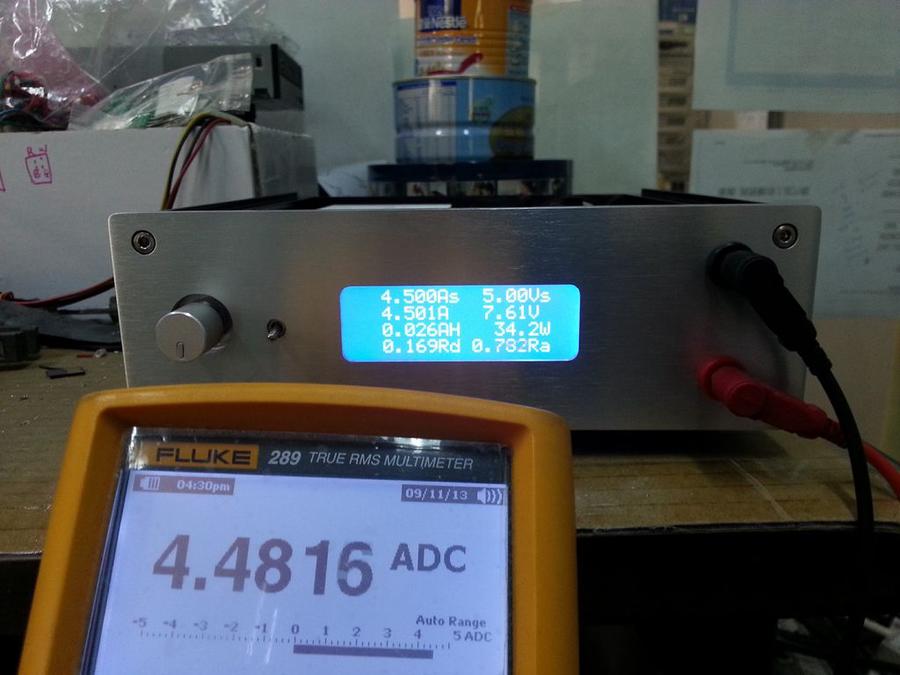 Nestle
4.500As 5.00Vs
4.501A 7.61V
0.026AH 34.2W
0.169Rd 0.782Ra
FLUKE 289 TRUE RMS MULTIMETER
04:30pm 09/11/13
4.4816 ADC
Auto Range
-5 -4 -3 -2 -1 0 1 2 3 4 5 ADC